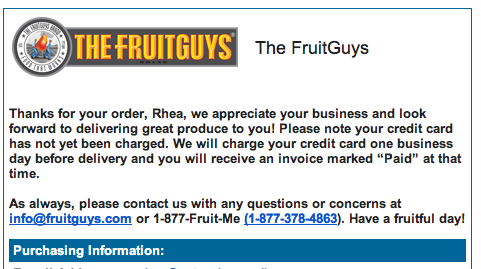 THE FRUITGUYS
The FruitGuys
Thanks for your order, Rhea, we appreciate your business and look
forward to delivering great produce to you! Please note your credit card
has not yet been charged. We will charge your credit card one business
day before delivery and you will receive an invoice marked “Paid” at that
time.
As always, please contact us with any questions or concerns at
info@fruitguys.com or 1-877-Fruit-Me (1-877-378-4863). Have a fruitful day!
Purchasing Information: